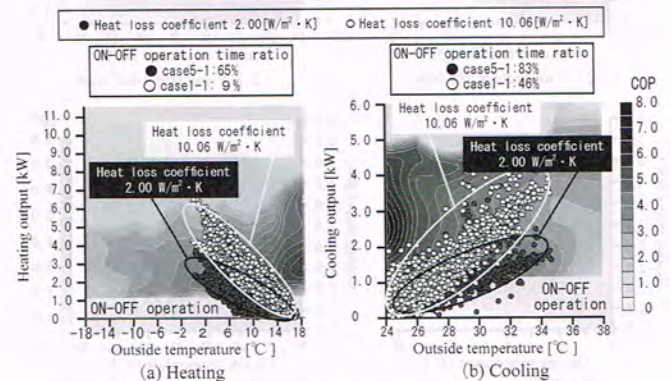 ● Heat loss coefficient 2.00[W/m²·K] ○ Heat loss coefficient 10.06[W/m²·K]
ON-OFF operation time ratio
● case5-1:65%
○ case1-1: 9%
ON-OFF operation time ratio
● case5-1:83%
○ case1-1:46%
COP
8.0
7.0
6.0
5.0
4.0
3.0
2.0
1.0
0
Heating output [kW]
11.0
10.0
9.0
8.0
7.0
6.0
5.0
4.0
3.0
2.0
1.0
0.0
Heat loss coefficient
10.06 W/m²·K
Heat loss coefficient
2.00 W/m²·K
ON-OFF operation
-18 -14 -10 -6 -2 2 6 10 14 18
Outside temperature [℃]
(a) Heating
Cooling output [kW]
6.0
5.0
4.0
3.0
2.0
1.0
0
Heat loss coefficient
10.06 W/m²·K
Heat loss coefficient
2.00 W/m²·K
ON-OFF
operation
24 26 28 30 32 34 36 38
Outside temperature [℃]
(b) Cooling